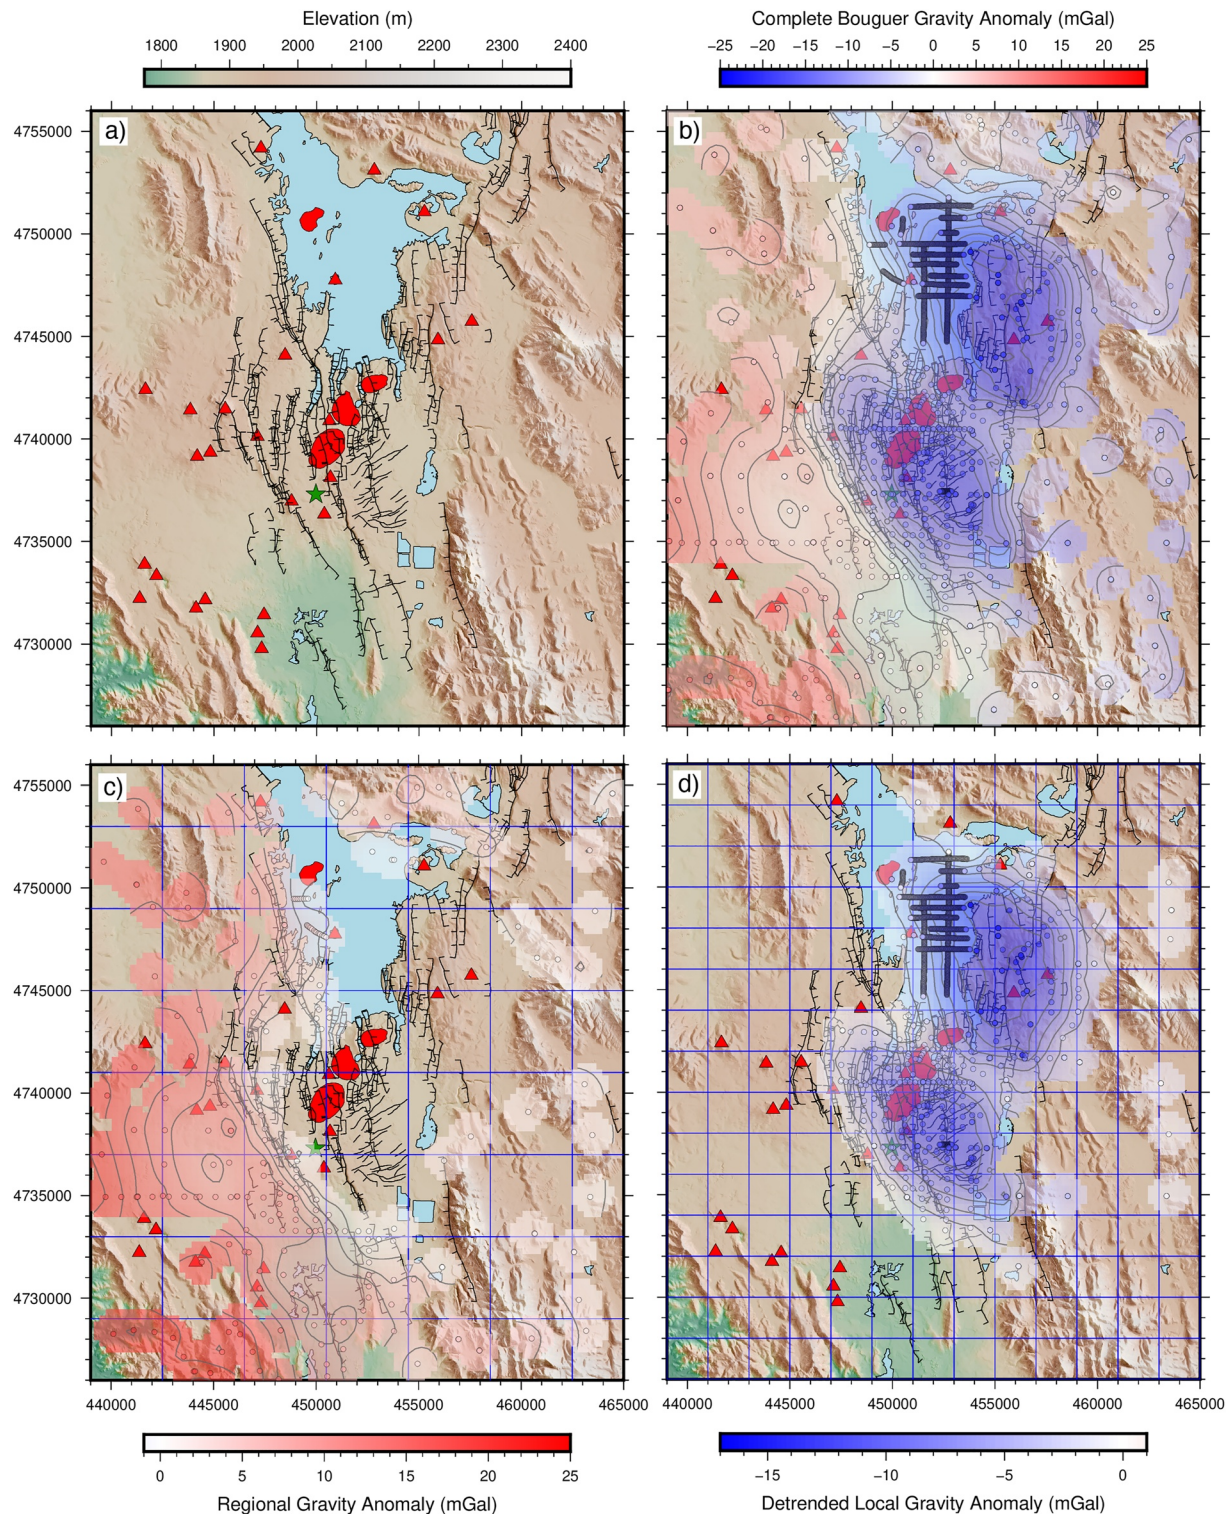 Elevation (m)
1800 1900 2000 2100 2200 2300 2400
Complete Bouguer Gravity Anomaly (mGal)
−25 −20 −15 −10 −5 0 5 10 15 20 25
a)
4755000
4750000
4745000
4740000
4735000
4730000
b)
c)
4755000
4750000
4745000
4740000
4735000
4730000
440000 445000 450000 455000 460000 465000
d)
440000 445000 450000 455000 460000 465000
0 5 10 15 20 25
Regional Gravity Anomaly (mGal)
−15 −10 −5 0
Detrended Local Gravity Anomaly (mGal)